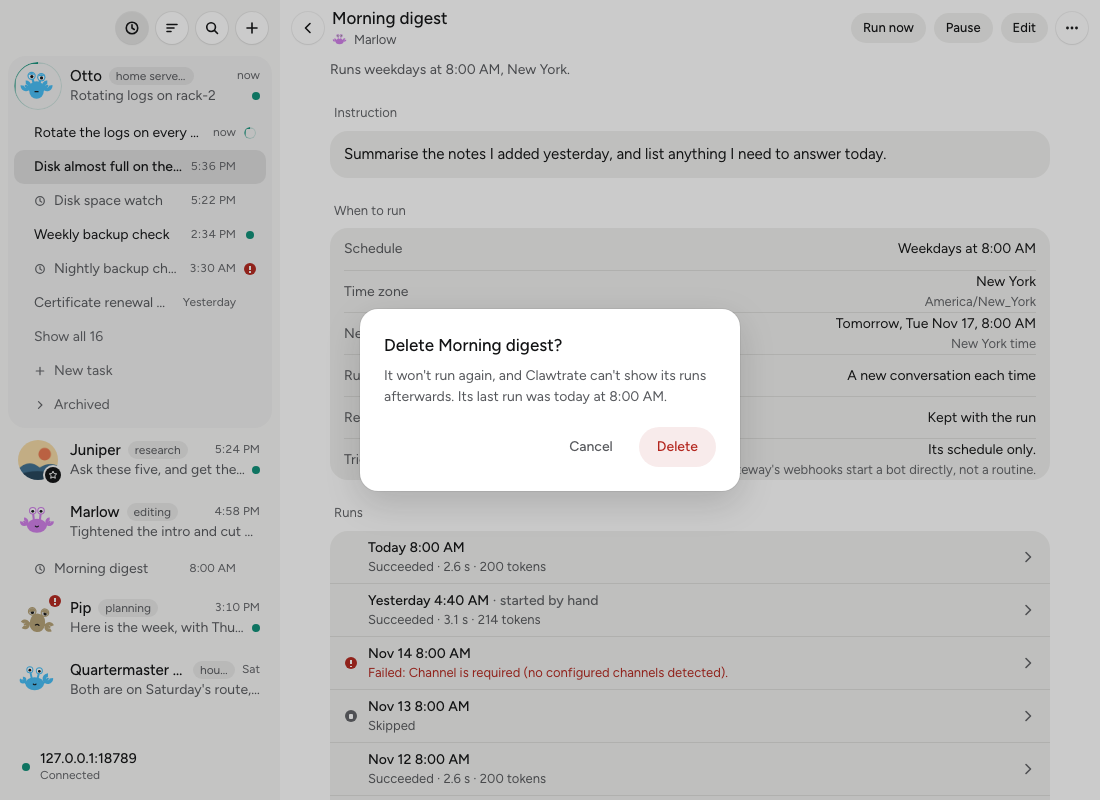 Otto home serve... now
Rotating logs on rack-2
Rotate the logs on every ... now
Disk almost full on the... 5:36 PM
Disk space watch 5:22 PM
Weekly backup check 2:34 PM
Nightly backup ch... 3:30 AM
Certificate renewal ... Yesterday
Show all 16
New task
Archived
Juniper research 5:24 PM
Ask these five, and get the...
Marlow editing 4:58 PM
Tightened the intro and cut ...
Morning digest 8:00 AM
Pip planning 3:10 PM
Here is the week, with Thu...
Quartermaster ... hou... Sat
Both are on Saturday's route,...
127.0.0.1:18789
Connected
Morning digest
Marlow
Run now Pause Edit
Runs weekdays at 8:00 AM, New York.
Instruction
Summarise the notes I added yesterday, and list anything I need to answer today.
When to run
Schedule Weekdays at 8:00 AM
Time zone New York
America/New_York
Tomorrow, Tue Nov 17, 8:00 AM
New York time
A new conversation each time
Kept with the run
Its schedule only.
webhooks start a bot directly, not a routine.
Delete Morning digest?
It won't run again, and Clawtrate can't show its runs
afterwards. Its last run was today at 8:00 AM.
Cancel Delete
Runs
Today 8:00 AM
Succeeded · 2.6 s · 200 tokens
Yesterday 4:40 AM · started by hand
Succeeded · 3.1 s · 214 tokens
Nov 14 8:00 AM
Failed: Channel is required (no configured channels detected).
Nov 13 8:00 AM
Skipped
Nov 12 8:00 AM
Succeeded · 2.6 s · 200 tokens